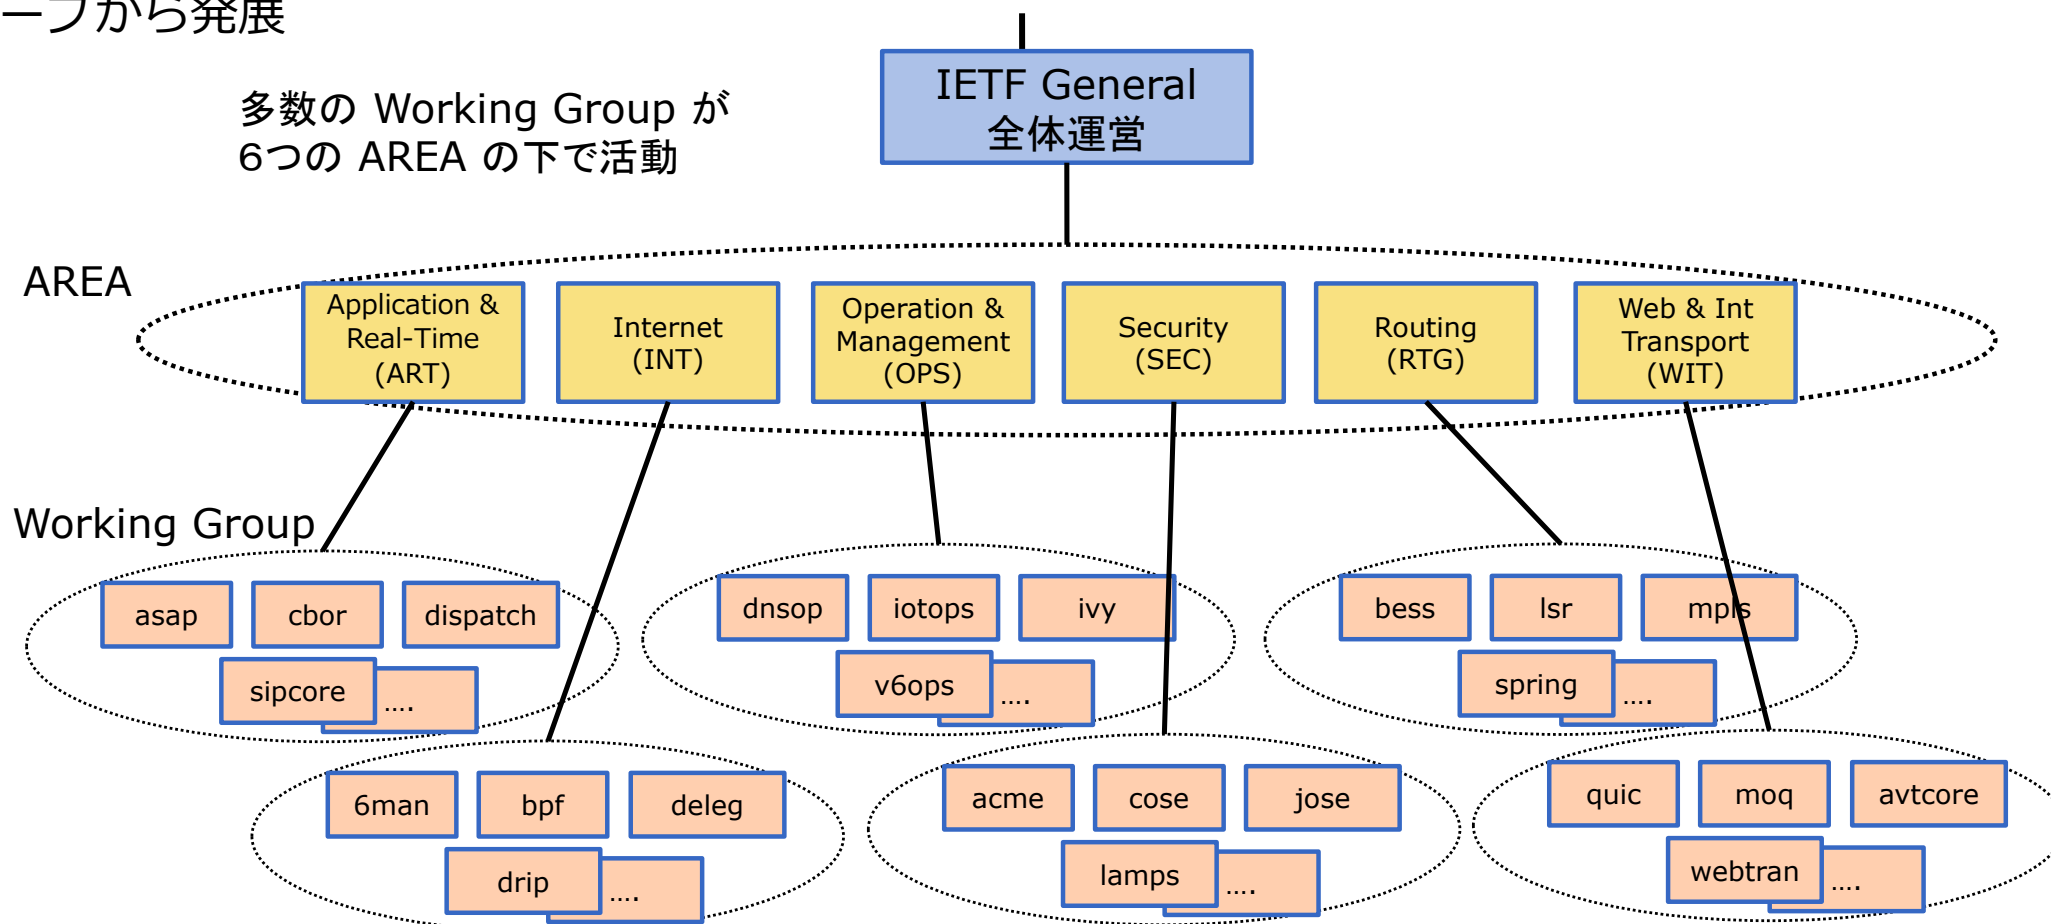 ープから発展
多数の Working Group が
6つの AREA の下で活動
IETF General
全体運営
AREA
Application &
Real-Time
(ART)
Internet
(INT)
Operation &
Management
(OPS)
Security
(SEC)
Routing
(RTG)
Web & Int
Transport
(WIT)
Working Group
asap
cbor
dispatch
sipcore
....
dnsop
iotops
ivy
v6ops
....
bess
lsr
mpls
spring
....
6man
bpf
deleg
drip
....
acme
cose
jose
lamps
....
quic
moq
avtcore
webtran
....